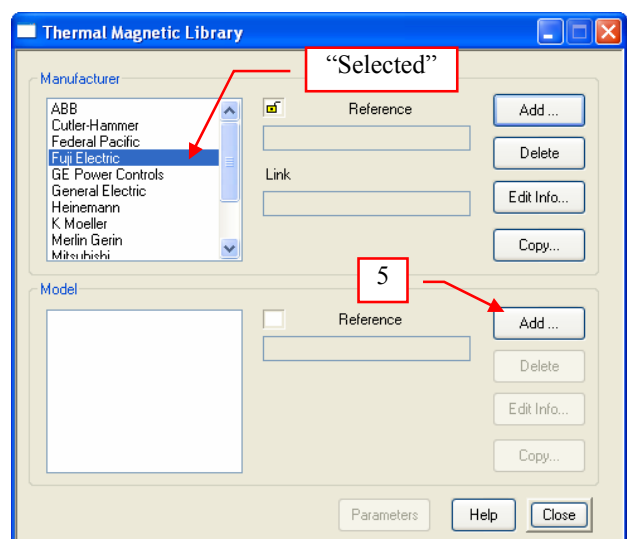 Thermal Magnetic Library
“Selected”
Manufacturer
ABB
Cutler-Hammer
Federal Pacific
Fuji Electric
GE Power Controls
General Electric
Heinemann
K Moeller
Merlin Gerin
Mitsubishi
Reference
Link
Add ...
Delete
Edit Info...
Copy...
5
Model
Reference
Add ...
Delete
Edit Info...
Copy...
Parameters
Help
Close